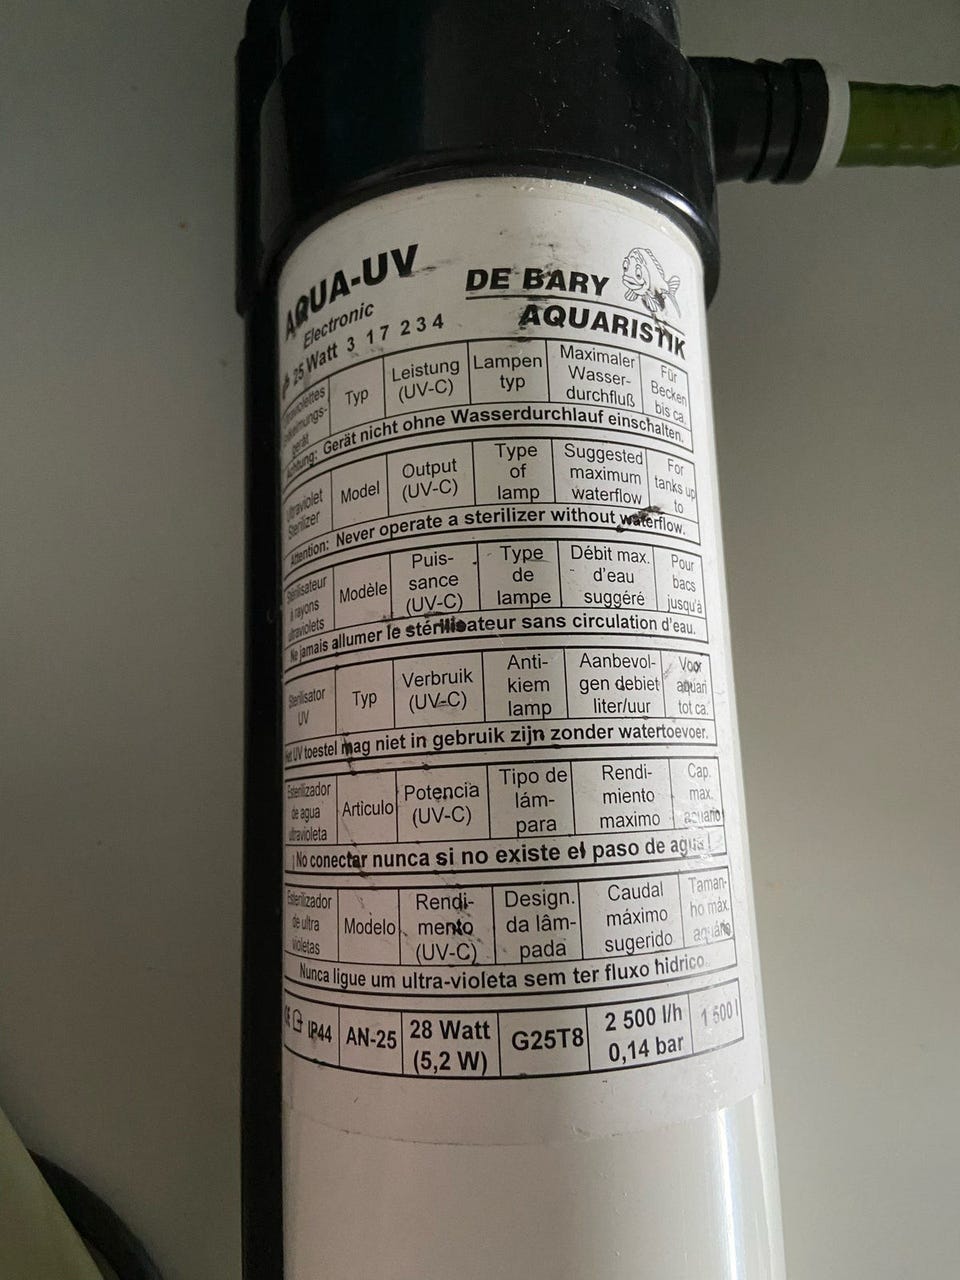 AQUA-UV
Electronic
25 Watt 3 17 234
DE BARY
AQUARISTIK
Ultraviolettes Entkeimungs-gerät | Typ | Leistung (UV-C) | Lampen typ | Maximaler Wasser-durchfluß | Für Becken bis ca.
Achtung: Gerät nicht ohne Wasserdurchlauf einschalten.
Ultraviolet Sterilizer | Model | Output (UV-C) | Type of lamp | Suggested maximum waterflow | For tanks up to
Attention: Never operate a sterilizer without waterflow.
Stérilisateur à rayons ultraviolets | Modèle | Puis-sance (UV-C) | Type de lampe | Débit max. d'eau suggéré | Pour bacs jusqu'à
Ne jamais allumer le stérilisateur sans circulation d'eau.
Sterilisator UV | Typ | Verbruik (UV-C) | Anti-kiem lamp | Aanbevol-gen debiet liter/uur | Voor aquari tot ca.
Het UV toestel mag niet in gebruik zijn zonder watertoevoer.
Esterilizador de agua ultravioleta | Articulo | Potencia (UV-C) | Tipo de lám-para | Rendi-miento maximo | Cap. max. acuario
¡No conectar nunca si no existe el paso de agua!
Esterilizador de ultra violetas | Modelo | Rendi-mento (UV-C) | Design. da lâm-pada | Caudal máximo sugerido | Taman-ho máx. aquário
Nunca ligue um ultra-violeta sem ter fluxo hidrico.
IP44 | AN-25 | 28 Watt (5,2 W) | G25T8 | 2 500 l/h 0,14 bar | 1 500 l